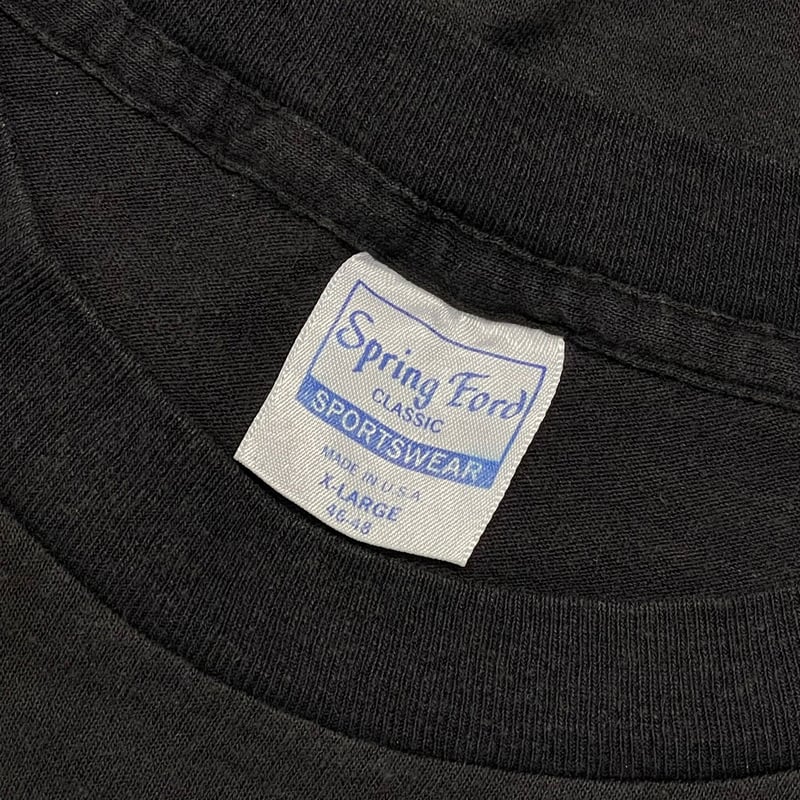 Spring Ford
CLASSIC
SPORTSWEAR
MADE IN U.S.A
X-LARGE
46-48